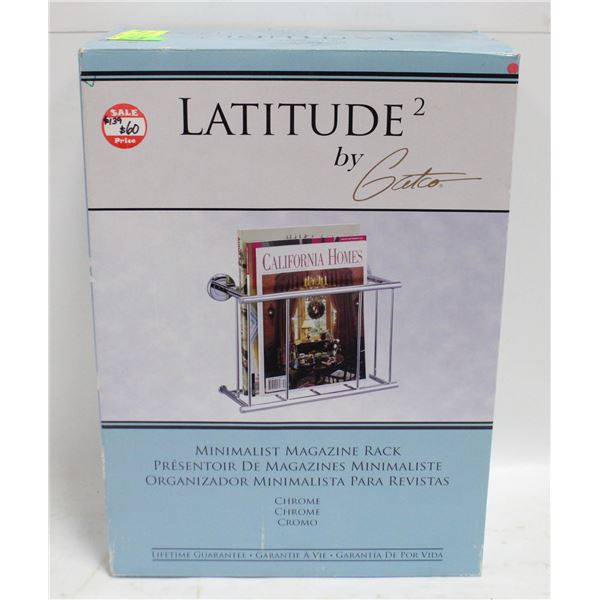 SALE
$139
$60
Price
LATITUDE 2
by Gatco
CALIFORNIA HOMES
MINIMALIST MAGAZINE RACK
PRÉSENTOIR DE MAGAZINES MINIMALISTE
ORGANIZADOR MINIMALISTA PARA REVISTAS
CHROME
CHROME
CROMO
LIFETIME GUARANTEE • GARANTIE À VIE • GARANTÍA DE POR VIDA